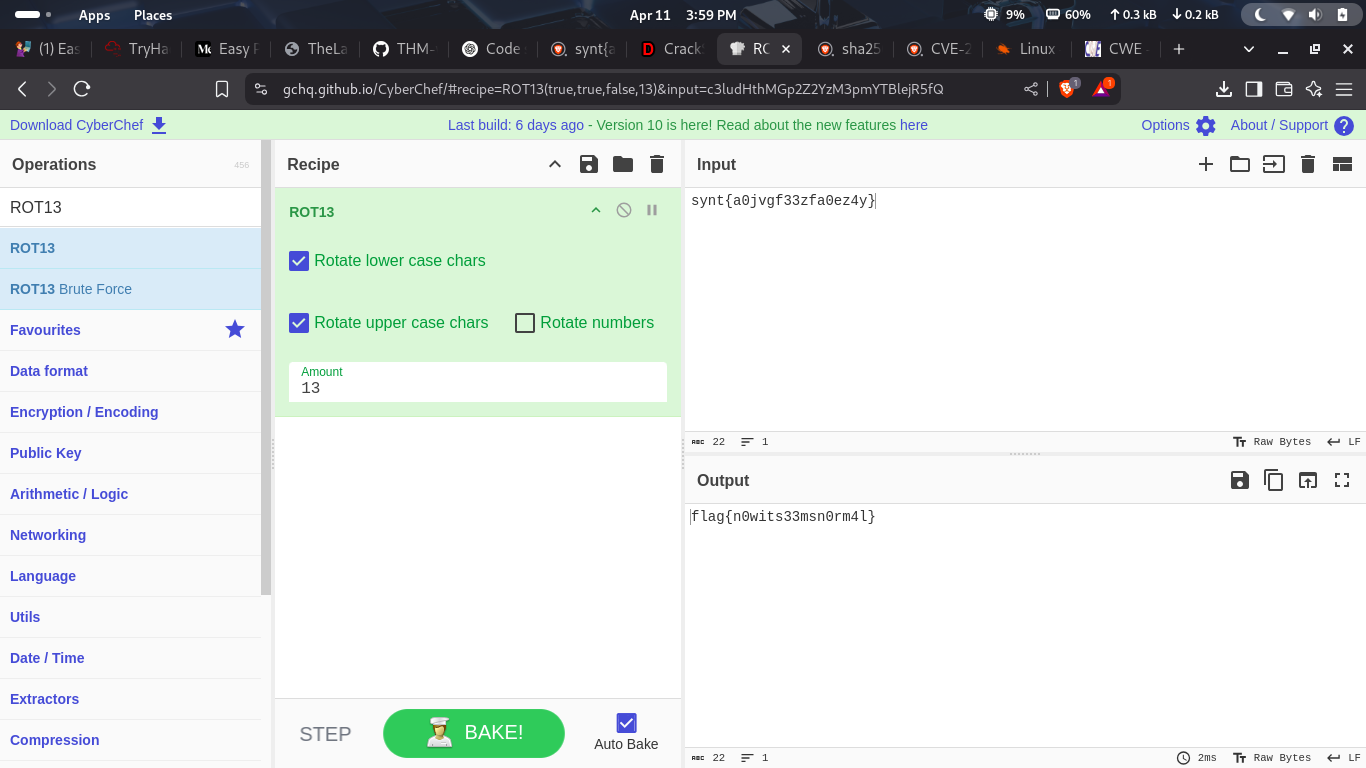 Apps Places Apr 11 3:59 PM 9% 60% 0.3 kB 0.2 kB
(1) Eas TryHa Easy F TheLa THM- Code synt{a Crack RC sha25 CVE-2 Linux CWE
gchq.github.io/CyberChef/#recipe=ROT13(true,true,false,13)&input=c3ludHthMGp2Z2YzM3pmYTBlejR5fQ 1 1
Download CyberChef Last build: 6 days ago - Version 10 is here! Read about the new features here Options About / Support
Operations 456
ROT13
ROT13
ROT13 Brute Force
Favourites
Data format
Encryption / Encoding
Public Key
Arithmetic / Logic
Networking
Language
Utils
Date / Time
Extractors
Compression
Recipe
ROT13
Rotate lower case chars
Rotate upper case chars Rotate numbers
Amount
13
STEP BAKE! Auto Bake
Input
synt{a0jvgf33zfa0ez4y}
ABC 22 1 Raw Bytes LF
Output
flag{n0wits33msn0rm4l}
ABC 22 1 2ms Raw Bytes LF